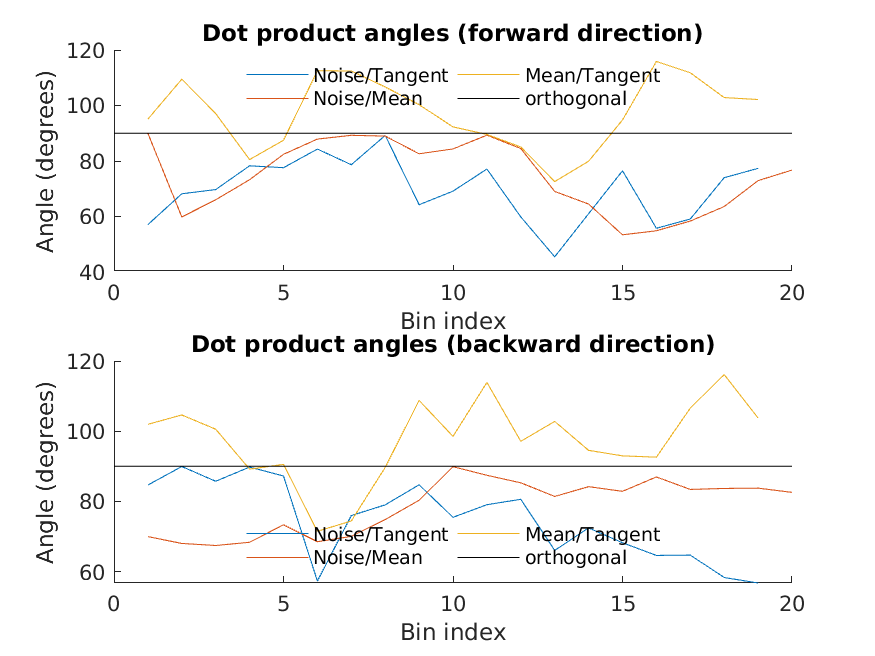 Dot product angles (forward direction)
120
100
80
60
40
Angle (degrees)
Noise/Tangent
Mean/Tangent
Noise/Mean
orthogonal
0
5
10
15
20
Bin index
Dot product angles (backward direction)
120
100
80
60
Angle (degrees)
Noise/Tangent
Mean/Tangent
Noise/Mean
orthogonal
0
5
10
15
20
Bin index